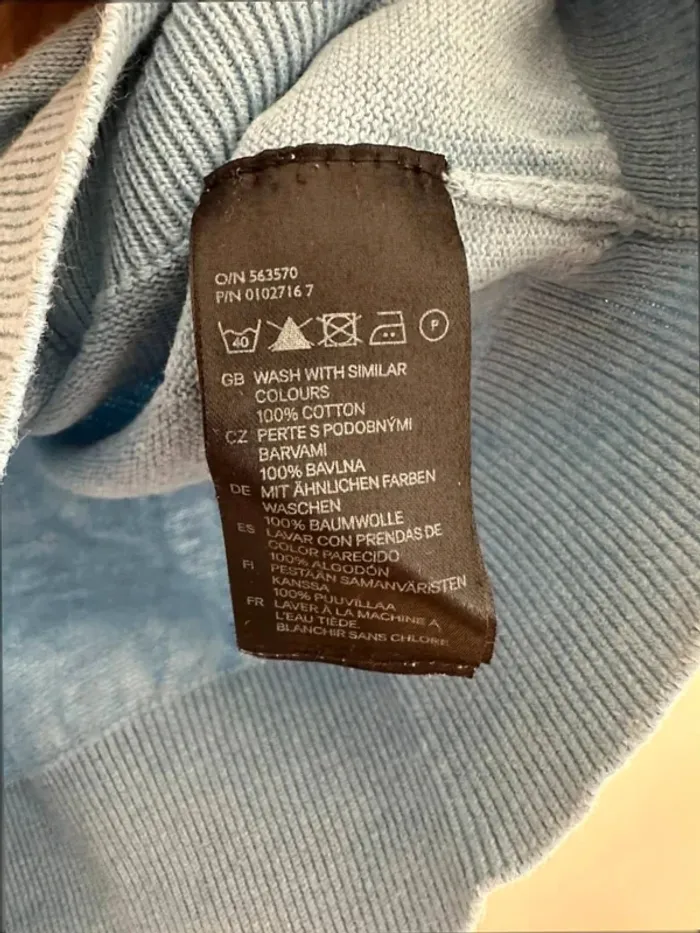 O/N 563570
P/N 0102716 7
40 P
GB WASH WITH SIMILAR
COLOURS
100% COTTON
CZ PERTE S PODOBNÝMI
BARVAMI
100% BAVLNA
DE MIT ÄHNLICHEN FARBEN
WASCHEN
100% BAUMWOLLE
ES LAVAR CON PRENDAS DE
COLOR PARECIDO
100% ALGODÓN
FI PESTÄÄN SAMANVÄRISTEN
KANSSA
100% PUUVILLAA
FR LAVER À LA MACHINE A
L'EAU TIÈDE.
BLANCHIR SANS CHLORE